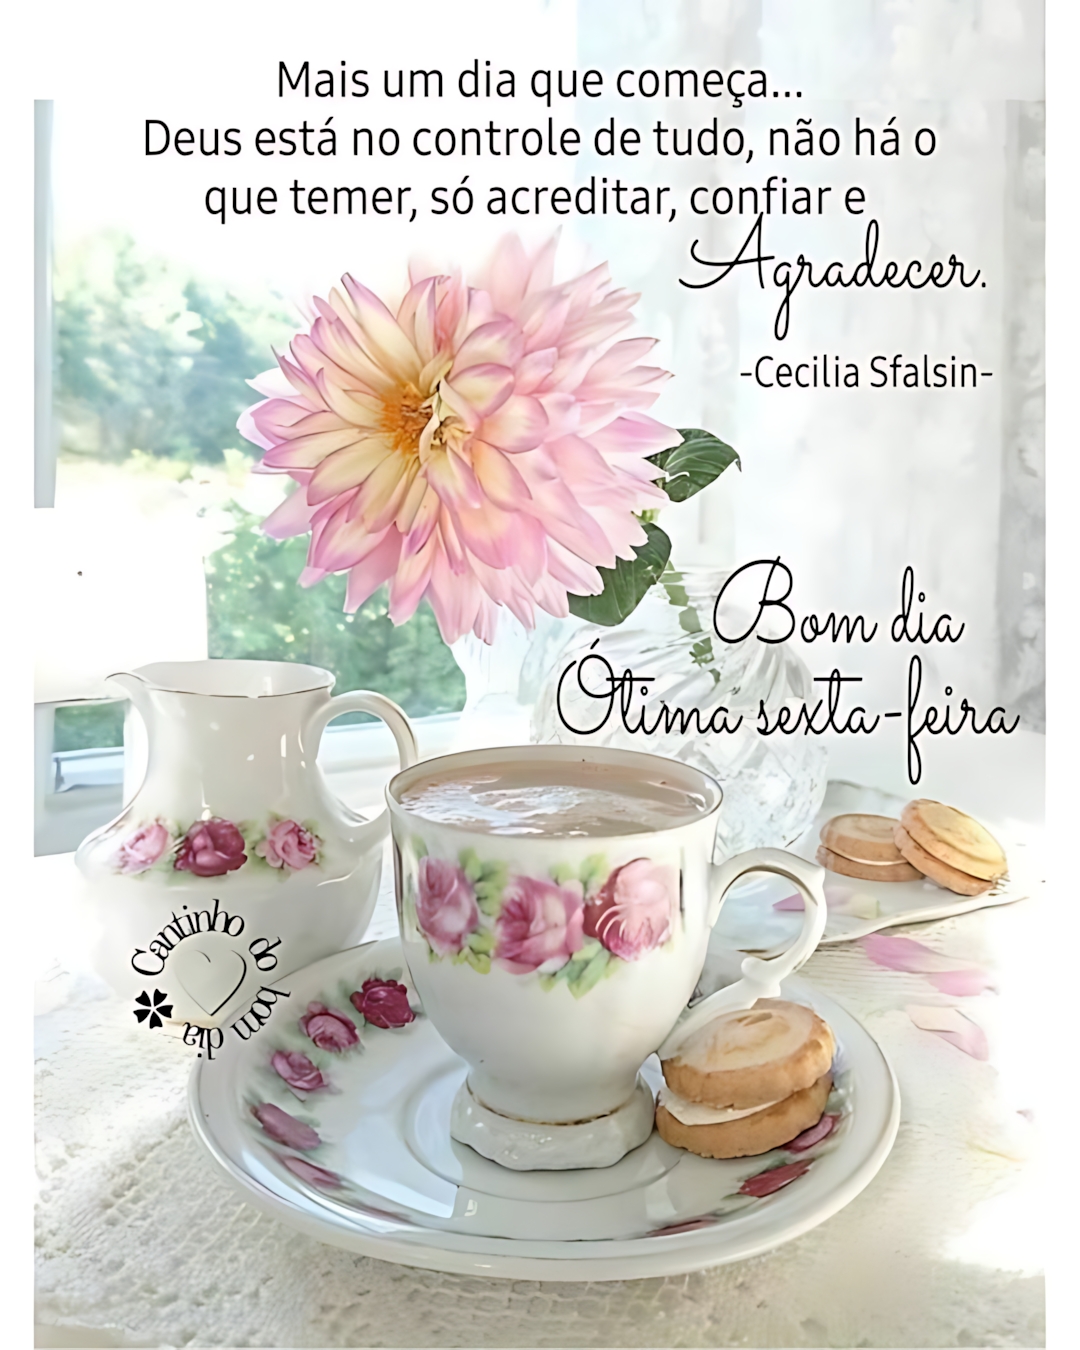 Mais um dia que começa...
Deus está no controle de tudo, não há o
que temer, só acreditar, confiar e
Agradecer.
-Cecilia Sfalsin-
Bom dia
Ótima sexta-feira
Cantinho do bom dia